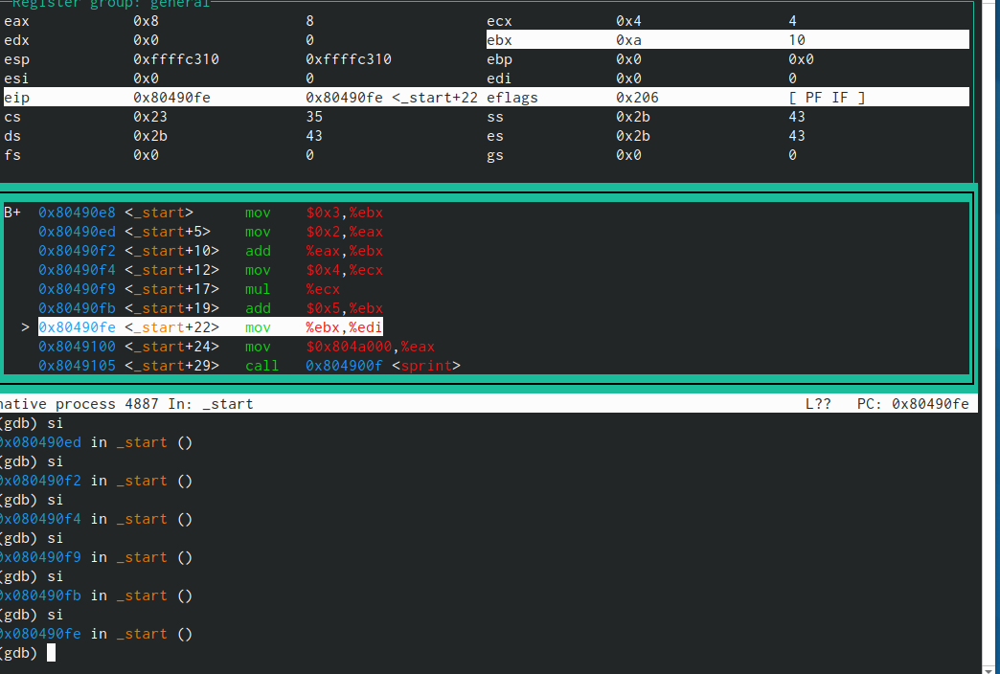 Register group: general
eax 0x8 8 ecx 0x4 4
edx 0x0 0 ebx 0xa 10
esp 0xffffc310 0xffffc310 ebp 0x0 0x0
esi 0x0 0 edi 0x0 0
eip 0x80490fe 0x80490fe <_start+22 eflags 0x206 [ PF IF ]
cs 0x23 35 ss 0x2b 43
ds 0x2b 43 es 0x2b 43
fs 0x0 0 gs 0x0 0
B+ 0x80490e8 <_start> mov $0x3,%ebx
0x80490ed <_start+5> mov $0x2,%eax
0x80490f2 <_start+10> add %eax,%ebx
0x80490f4 <_start+12> mov $0x4,%ecx
0x80490f9 <_start+17> mul %ecx
0x80490fb <_start+19> add $0x5,%ebx
> 0x80490fe <_start+22> mov %ebx,%edi
0x8049100 <_start+24> mov $0x804a000,%eax
0x8049105 <_start+29> call 0x804900f <sprint>
native process 4887 In: _start L?? PC: 0x80490fe
(gdb) si
0x080490ed in _start ()
(gdb) si
0x080490f2 in _start ()
(gdb) si
0x080490f4 in _start ()
(gdb) si
0x080490f9 in _start ()
(gdb) si
0x080490fb in _start ()
(gdb) si
0x080490fe in _start ()
(gdb)